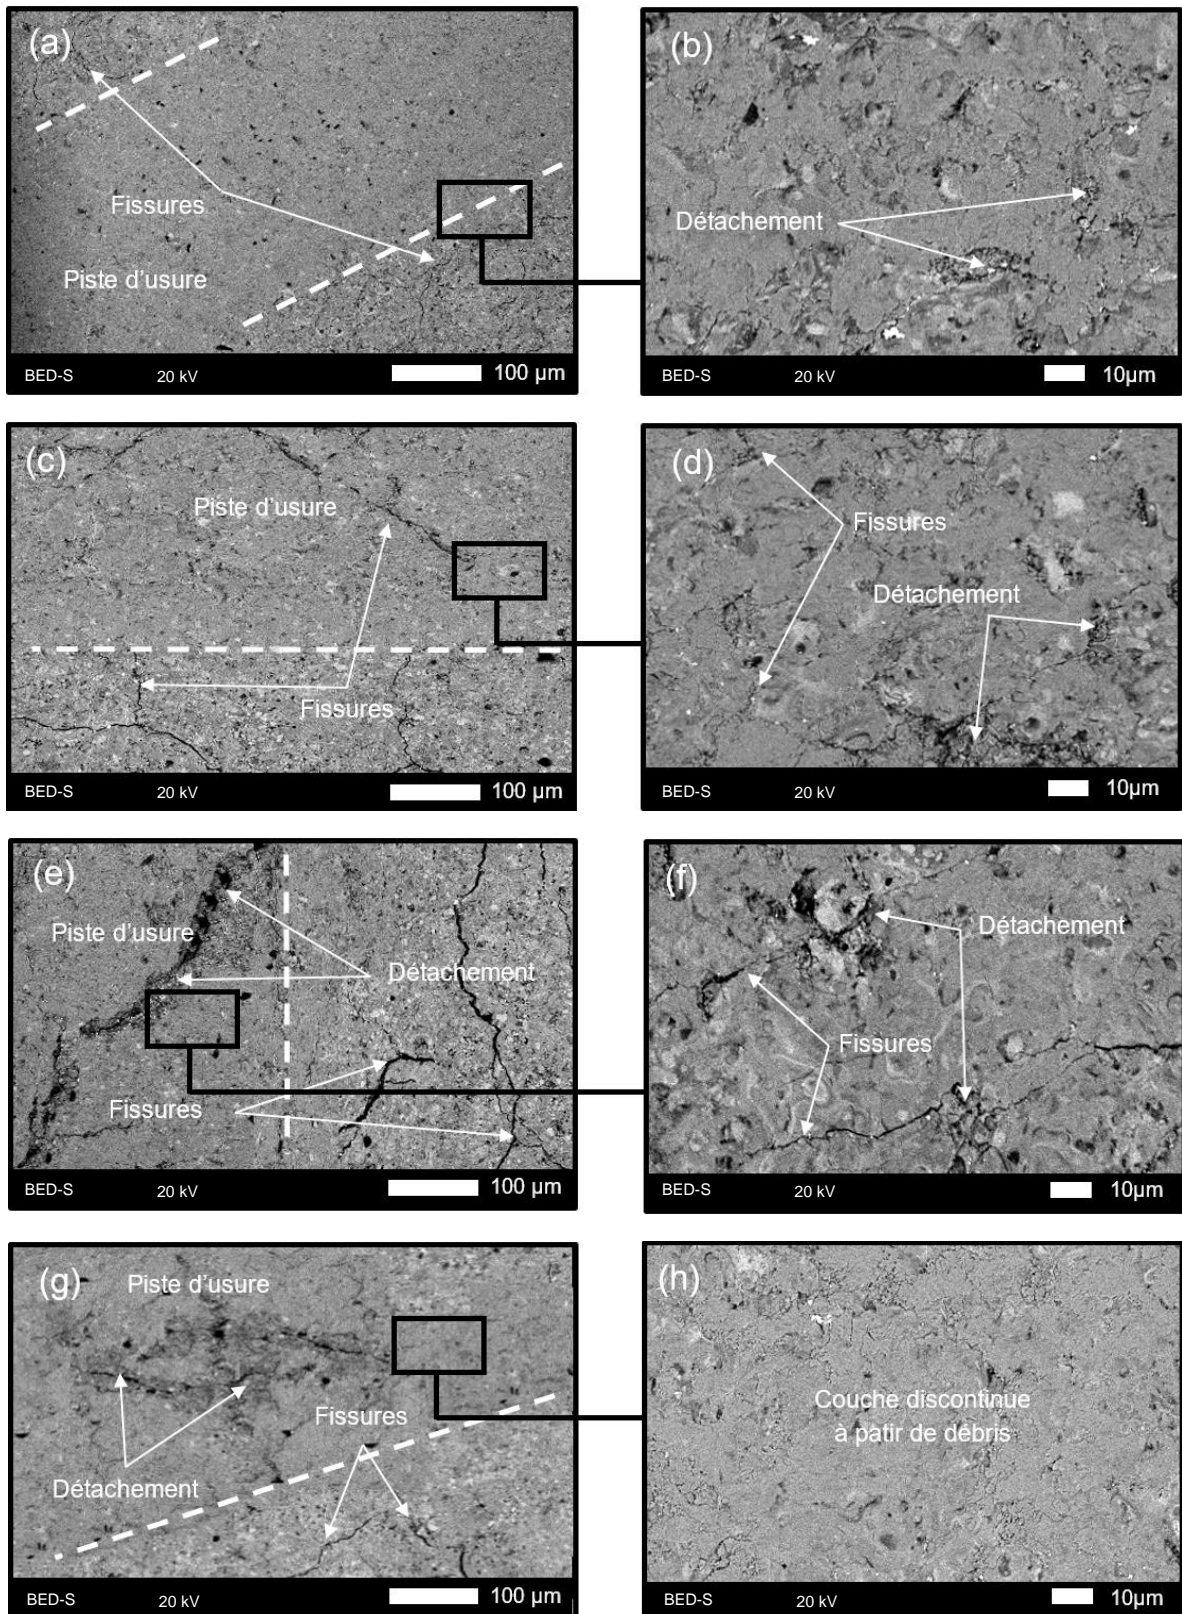 (a)
Fissures
Piste d'usure
BED-S 20 kV 100 µm
(b)
Détachement
BED-S 20 kV 10µm
(c)
Piste d'usure
Fissures
BED-S 20 kV 100 µm
(d)
Fissures
Détachement
BED-S 20 kV 10µm
(e)
Piste d'usure
Détachement
Fissures
BED-S 20 kV 100 µm
(f)
Détachement
Fissures
BED-S 20 kV 10µm
(g)
Piste d'usure
Fissures
Détachement
BED-S 20 kV 100 µm
(h)
Couche discontinue
à patir de débris
BED-S 20 kV 10µm